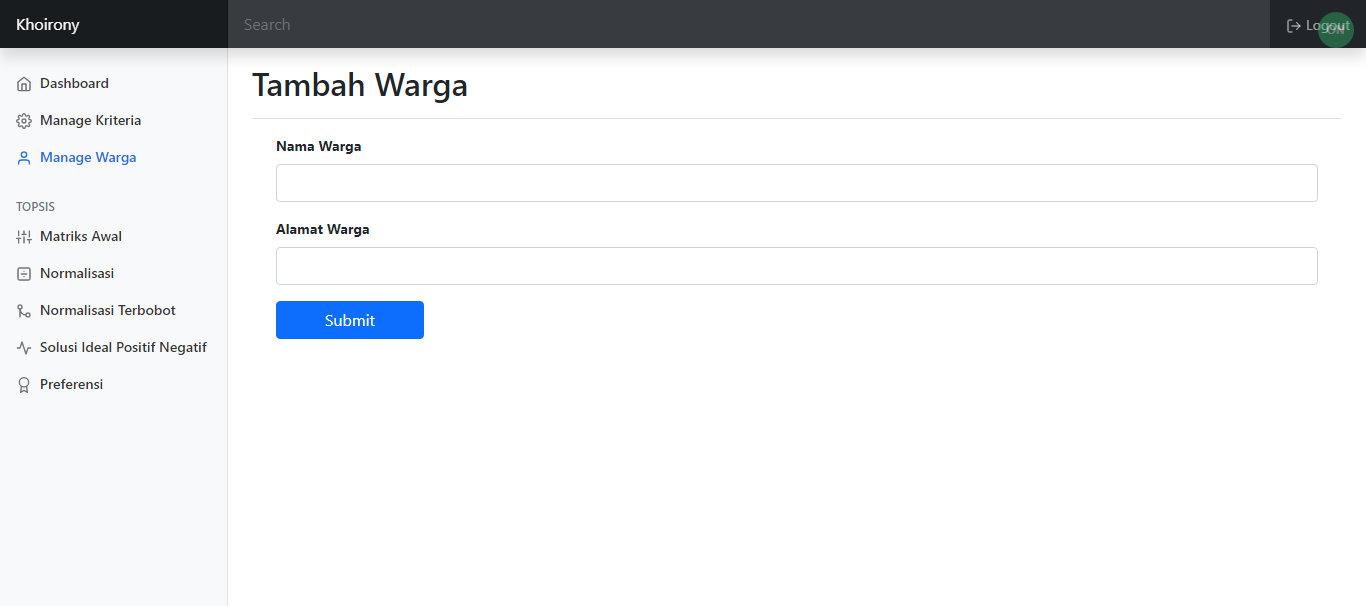 Khoirony
Search
Logout
ON
Dashboard
Manage Kriteria
Manage Warga
TOPSIS
Matriks Awal
Normalisasi
Normalisasi Terbobot
Solusi Ideal Positif Negatif
Preferensi
Tambah Warga
Nama Warga
Alamat Warga
Submit